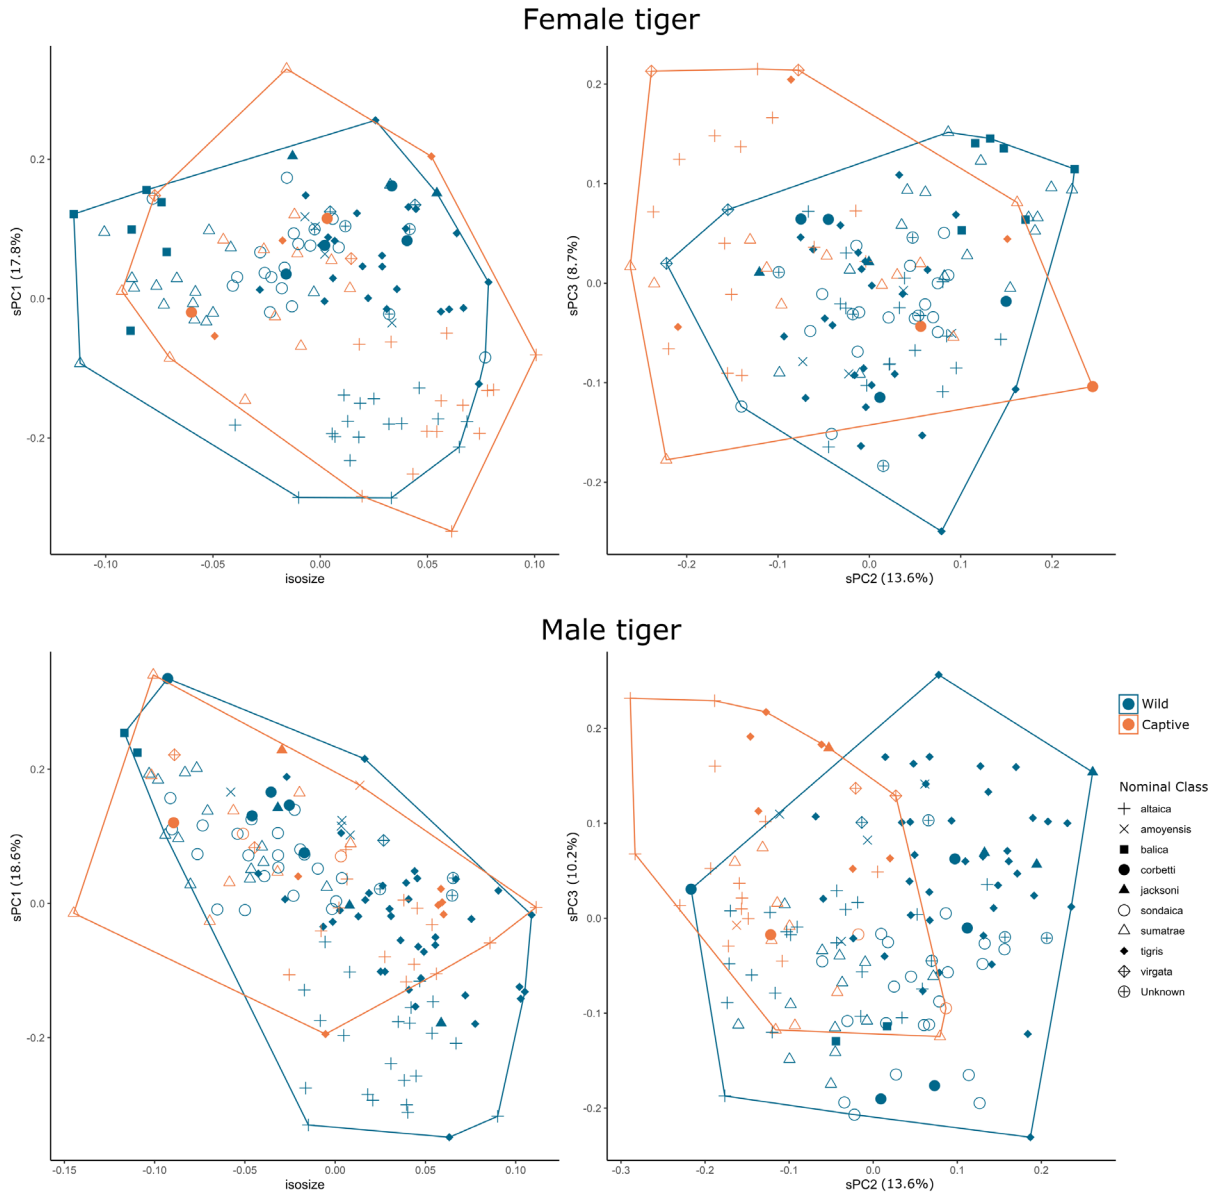 Female tiger
sPC1 (17.8%)
0.2
0.0
-0.2
-0.10 -0.05 0.00 0.05 0.10
isosize
sPC3 (8.7%)
0.2
0.1
0.0
-0.1
-0.2
-0.2 -0.1 0.0 0.1 0.2
sPC2 (13.6%)
Male tiger
sPC1 (18.6%)
0.2
0.0
-0.2
-0.15 -0.10 -0.05 0.00 0.05 0.10
isosize
sPC3 (10.2%)
0.2
0.1
0.0
-0.1
-0.2
-0.3 -0.2 -0.1 0.0 0.1 0.2
sPC2 (13.6%)
Wild
Captive
Nominal Class
altaica
amoyensis
balica
corbetti
jacksoni
sondaica
sumatrae
tigris
virgata
Unknown